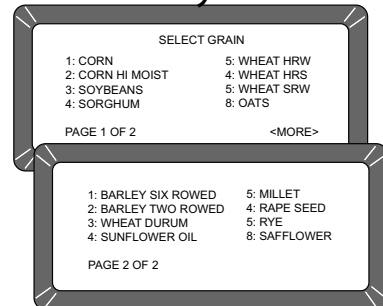 SELECT GRAIN
1: CORN 5: WHEAT HRW
2: CORN HI MOIST 4: WHEAT HRS
3: SOYBEANS 5: WHEAT SRW
4: SORGHUM 8: OATS
PAGE 1 OF 2 <MORE>
1: BARLEY SIX ROWED 5: MILLET
2: BARLEY TWO ROWED 4: RAPE SEED
3: WHEAT DURUM 5: RYE
4: SUNFLOWER OIL 8: SAFFLOWER
PAGE 2 OF 2